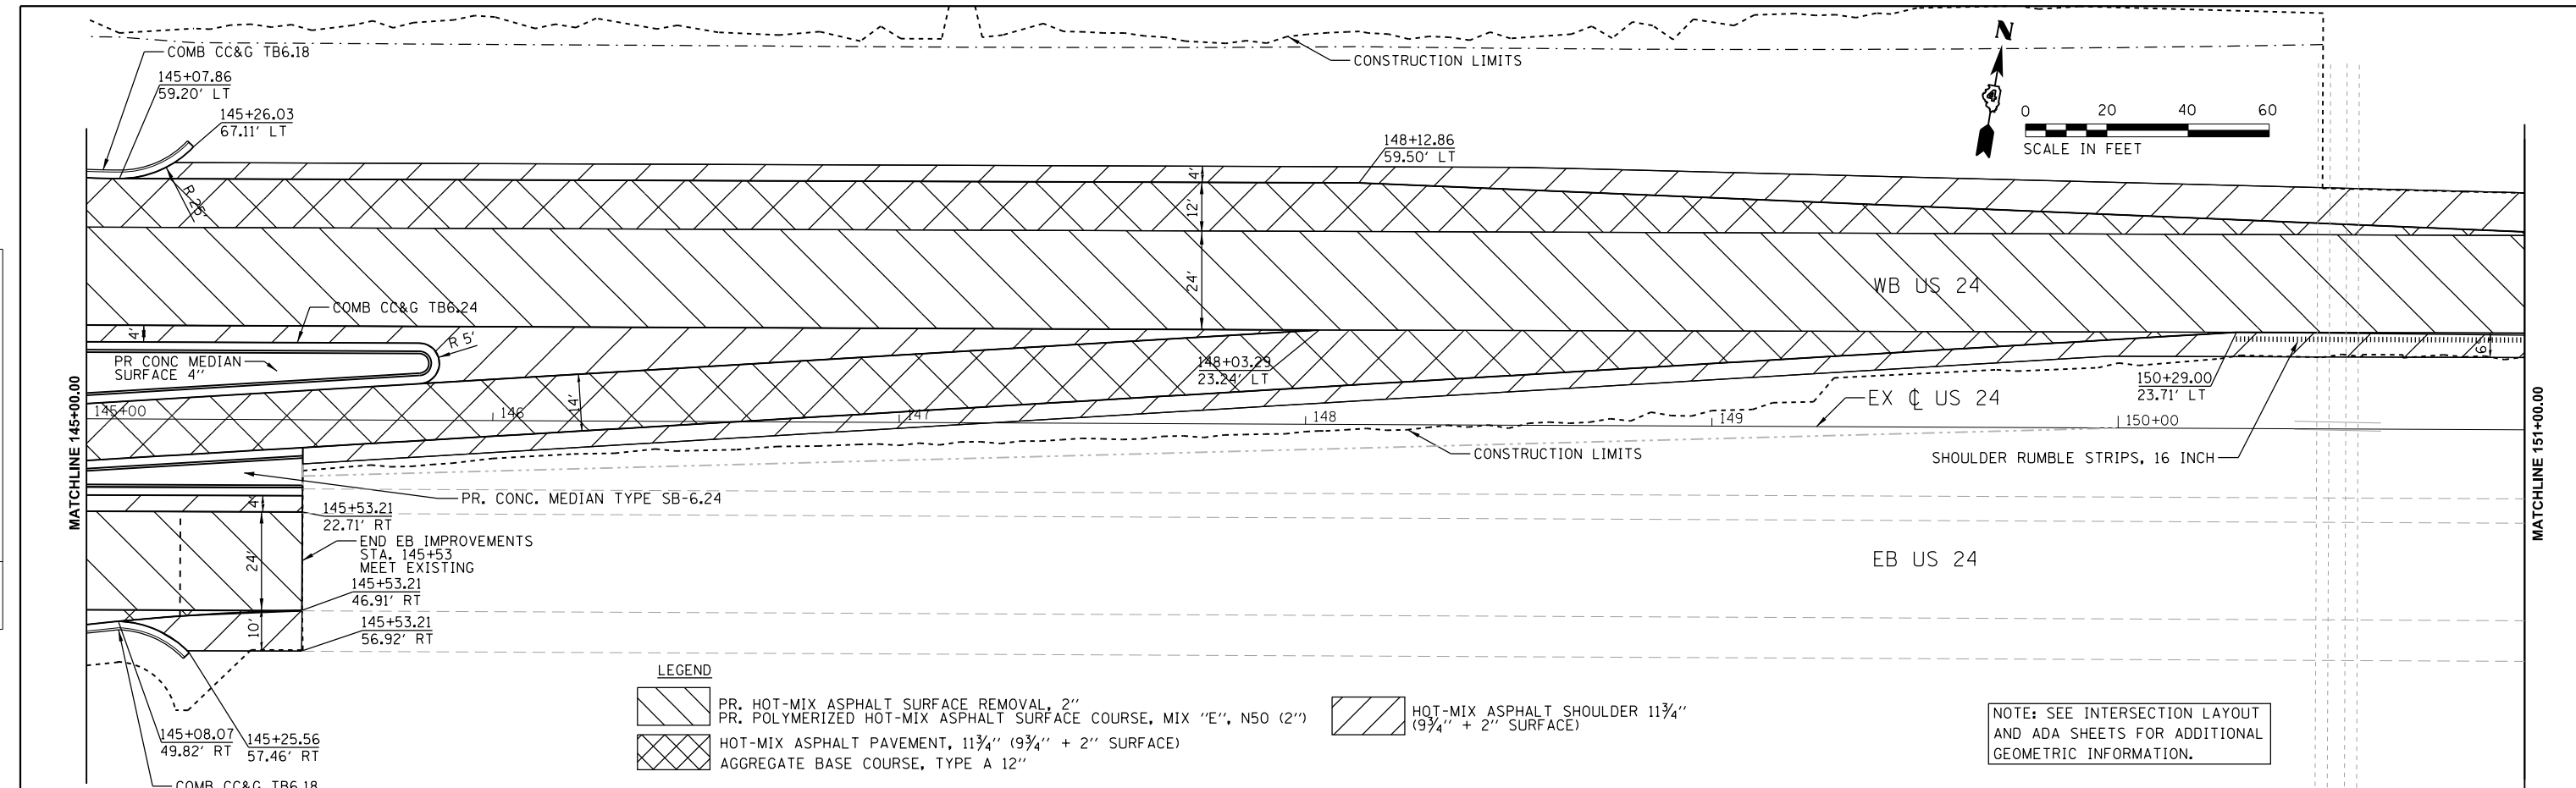 COMB CC&G TB6.18
145+07.86
59.20' LT
145+26.03
67.11' LT
R 25'
CONSTRUCTION LIMITS
N
4
0 20 40 60
SCALE IN FEET
148+12.86
59.50' LT
4'
12'
24'
WB US 24
COMB CC&G TB6.24
4'
R 5'
PR CONC MEDIAN
SURFACE 4"
14'
148+03.29
23.24' LT
6'
150+29.00
23.71' LT
MATCHLINE 145+00.00
MATCHLINE 151+00.00
145+00
146
147
148
149
150+00
EX ℄ US 24
CONSTRUCTION LIMITS
SHOULDER RUMBLE STRIPS, 16 INCH
PR. CONC. MEDIAN TYPE SB-6.24
4'
145+53.21
22.71' RT
END EB IMPROVEMENTS
STA. 145+53
MEET EXISTING
24'
145+53.21
46.91' RT
10'
145+53.21
56.92' RT
EB US 24
145+08.07
49.82' RT
145+25.56
57.46' RT
COMB CC&G TB6.18
LEGEND
PR. HOT-MIX ASPHALT SURFACE REMOVAL, 2"
PR. POLYMERIZED HOT-MIX ASPHALT SURFACE COURSE, MIX "E", N50 (2")
HOT-MIX ASPHALT PAVEMENT, 11¾" (9¾" + 2" SURFACE)
AGGREGATE BASE COURSE, TYPE A 12"
HOT-MIX ASPHALT SHOULDER 11¾"
(9¾" + 2" SURFACE)
NOTE: SEE INTERSECTION LAYOUT
AND ADA SHEETS FOR ADDITIONAL
GEOMETRIC INFORMATION.